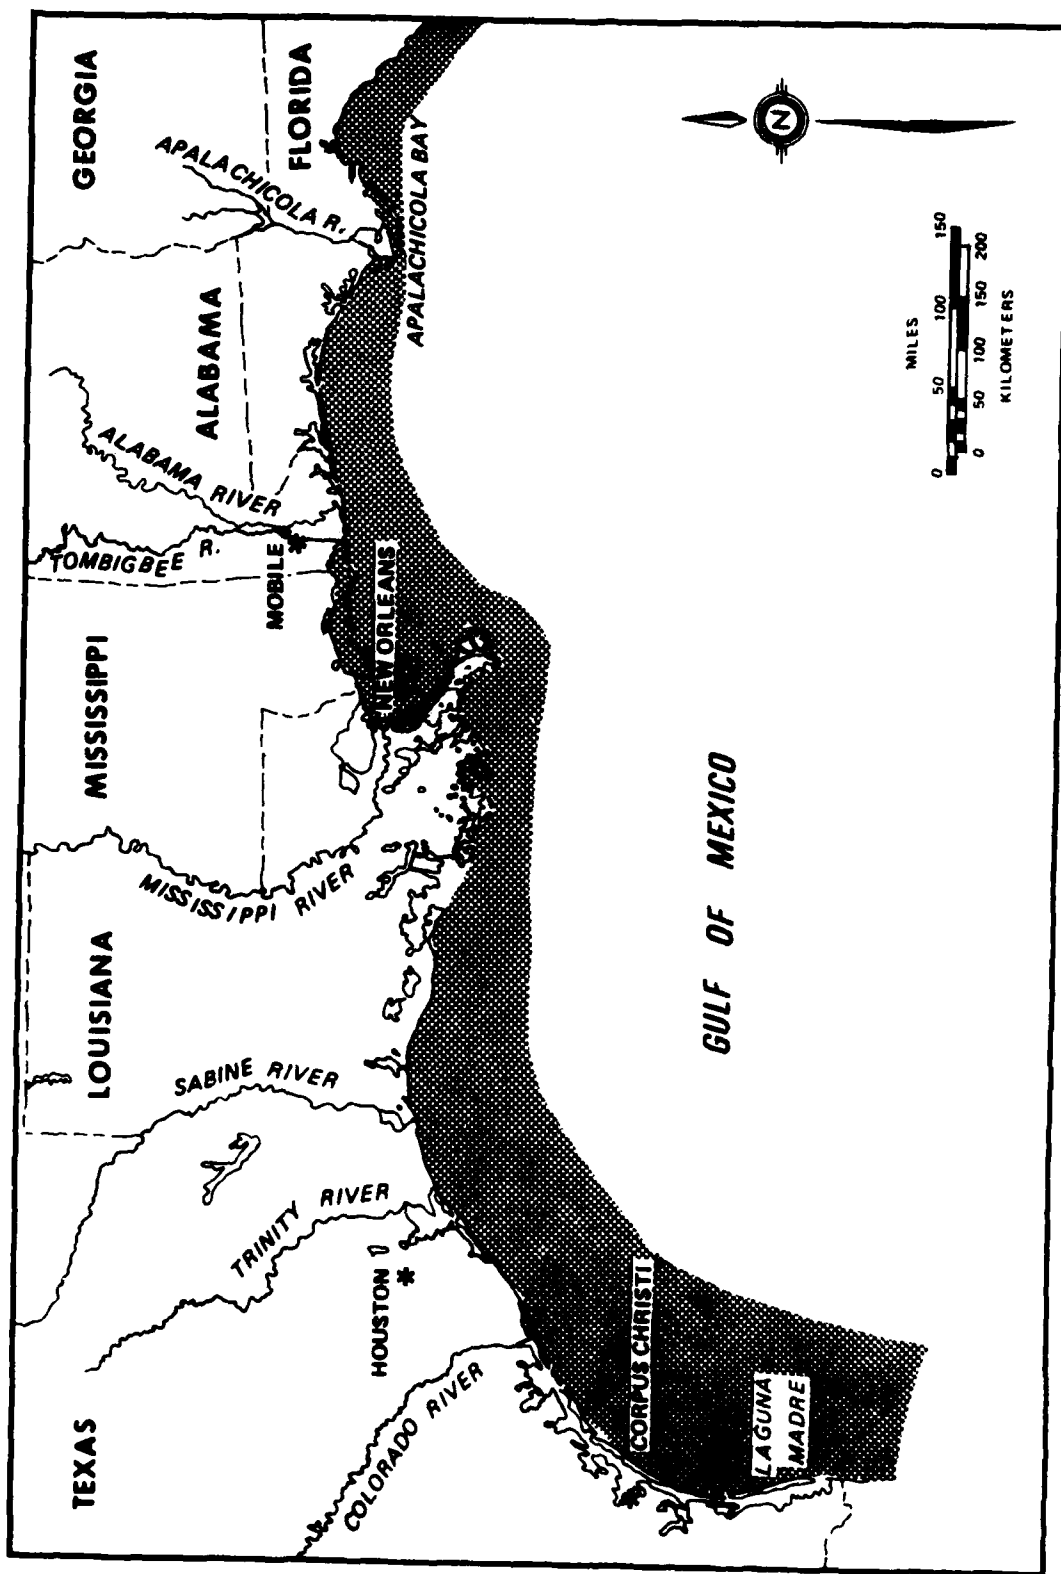 TEXAS
LOUISIANA
MISSISSIPPI
ALABAMA
GEORGIA
FLORIDA
COLORADO RIVER
TRINITY RIVER
SABINE RIVER
MISSISSIPPI RIVER
TOMBIGBEE R.
ALABAMA RIVER
APALACHICOLA R.
HOUSTON
MOBILE
NEW ORLEANS
APALACHICOLA BAY
CORPUS CHRISTI
LAGUNA
MADRE
GULF OF MEXICO
N
MILES
0 50 100 150
0 50 100 150 200
KILOMETERS